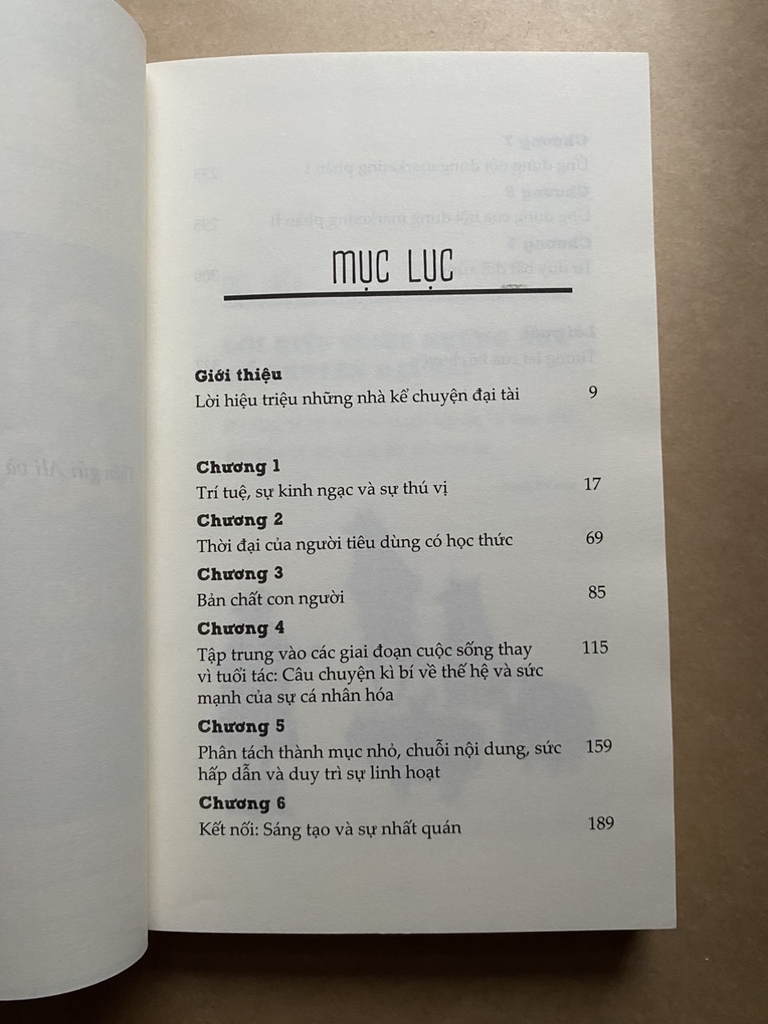 MỤC LỤC
Giới thiệu
Lời hiệu triệu những nhà kể chuyện đại tài 9
Chương 1
Trí tuệ, sự kinh ngạc và sự thú vị 17
Chương 2
Thời đại của người tiêu dùng có học thức 69
Chương 3
Bản chất con người 85
Chương 4
Tập trung vào các giai đoạn cuộc sống thay 115
vì tuổi tác: Câu chuyện kì bí về thế hệ và sức
mạnh của sự cá nhân hóa
Chương 5
Phân tách thành mục nhỏ, chuỗi nội dung, sức 159
hấp dẫn và duy trì sự linh hoạt
Chương 6
Kết nối: Sáng tạo và sự nhất quán 189